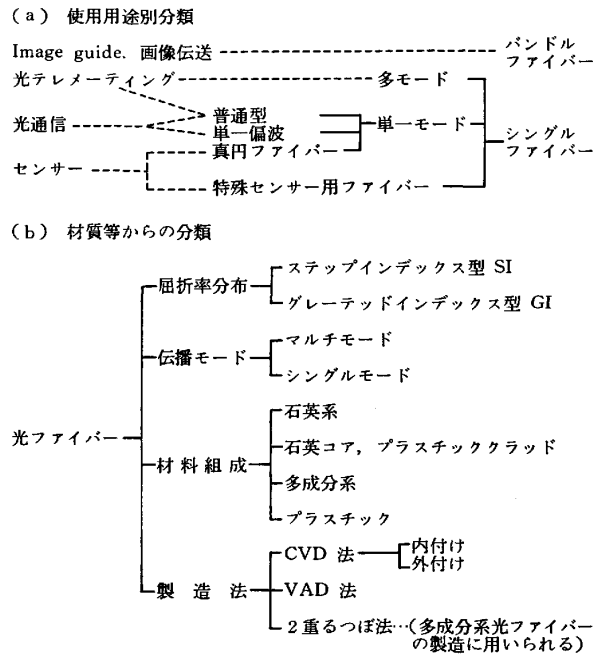 (a) 使用用途別分類
Image guide. 画像伝送
バンドル
ファイバー
光テレメーティング
多モード
光通信
普通型
単一偏波
真円ファイバー
単一モード
シングル
ファイバー
センサー
特殊センサー用ファイバー
(b) 材質等からの分類
光ファイバー
屈折率分布
ステップインデックス型 SI
グレーテッドインデックス型 GI
伝播モード
マルチモード
シングルモード
材料組成
石英系
石英コア, プラスチッククラッド
多成分系
プラスチック
製造法
CVD 法
内付け
外付け
VAD 法
2重るつぼ法…(多成分系光ファイバー
の製造に用いられる)